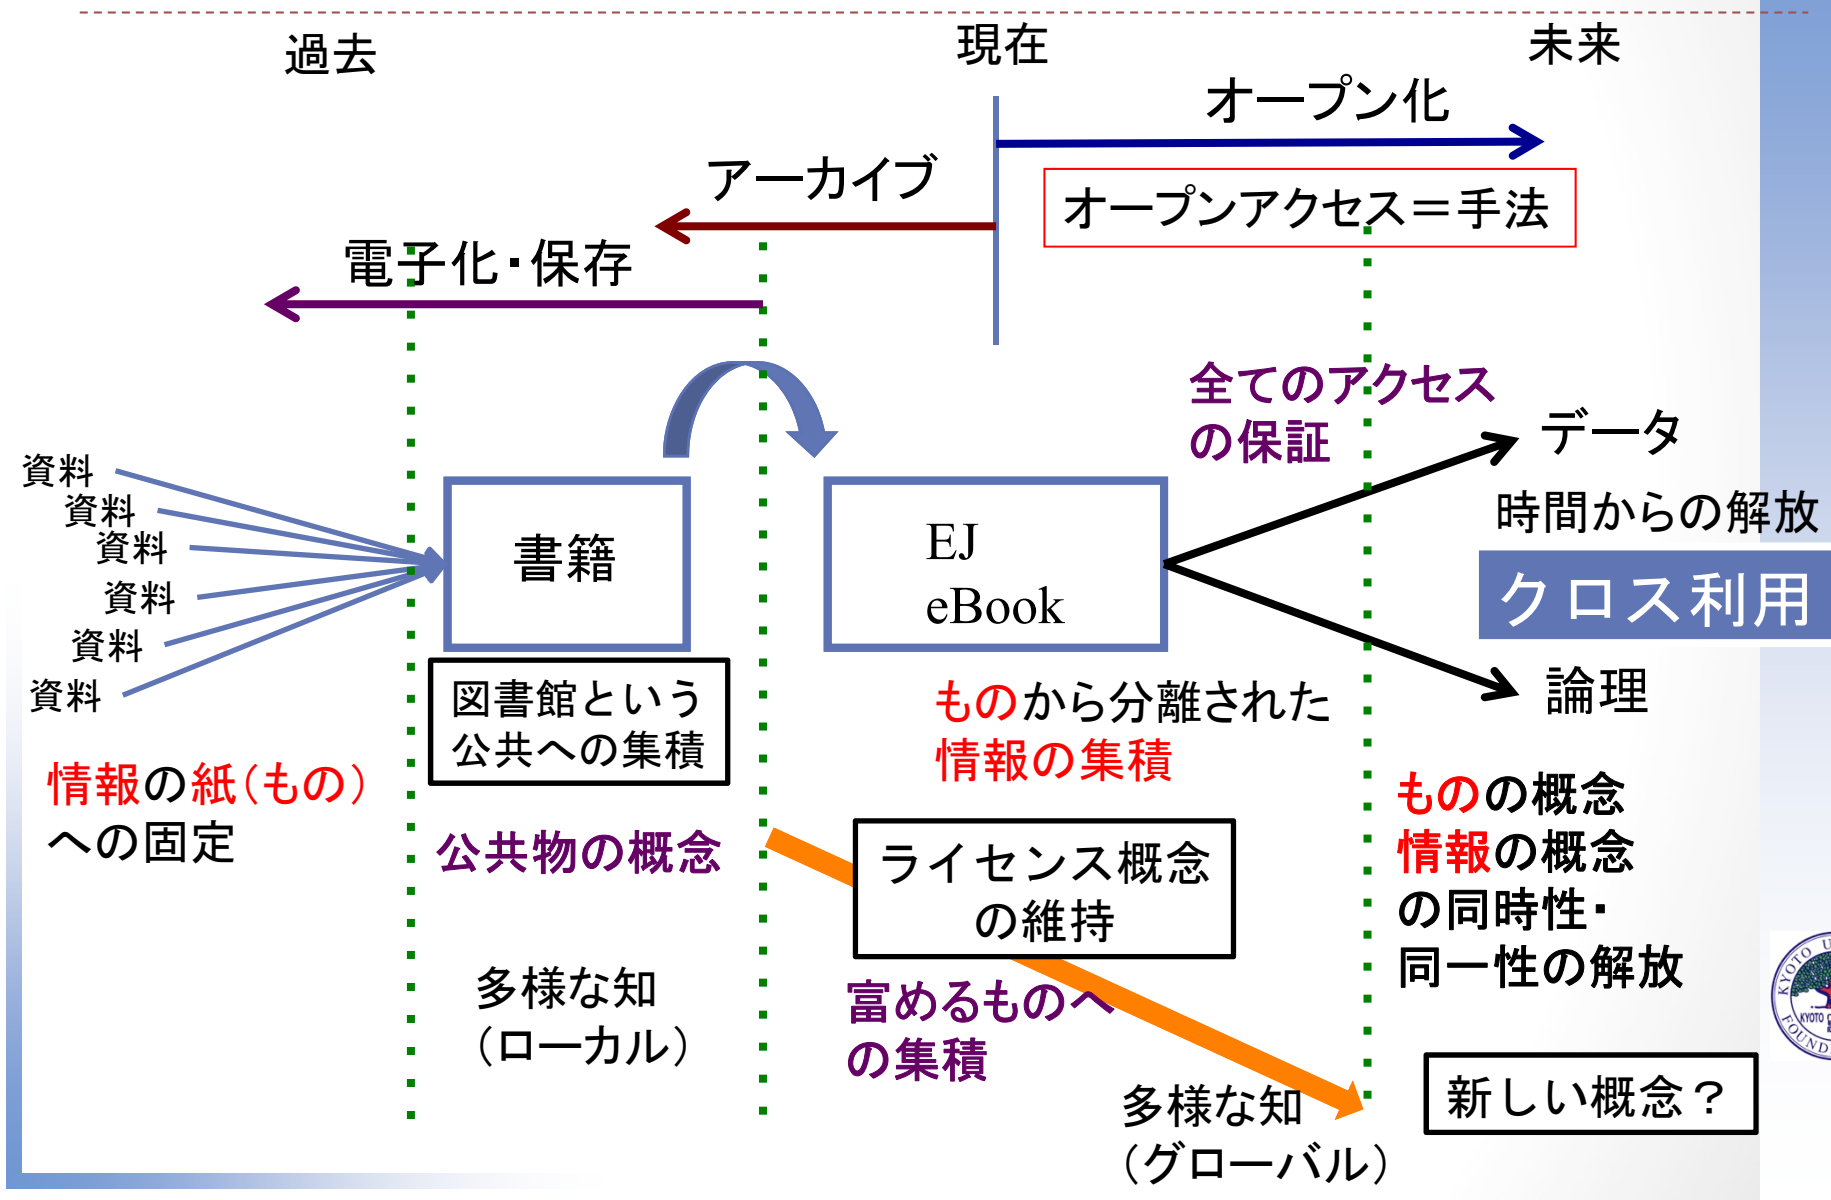 過去
現在
未来
オープン化
アーカイブ
オープンアクセス＝手法
電子化・保存
全てのアクセス
の保証
データ
資料
資料
資料
資料
資料
資料
書籍
EJ
eBook
時間からの解放
クロス利用
論理
図書館という
公共への集積
ものから分離された
情報の集積
情報の紙（もの）
への固定
公共物の概念
ライセンス概念
の維持
ものの概念
情報の概念
の同時性・
同一性の解放
多様な知
（ローカル）
富めるものへ
の集積
多様な知
（グローバル）
新しい概念？
KYOTO U
KYOTO
FOUND